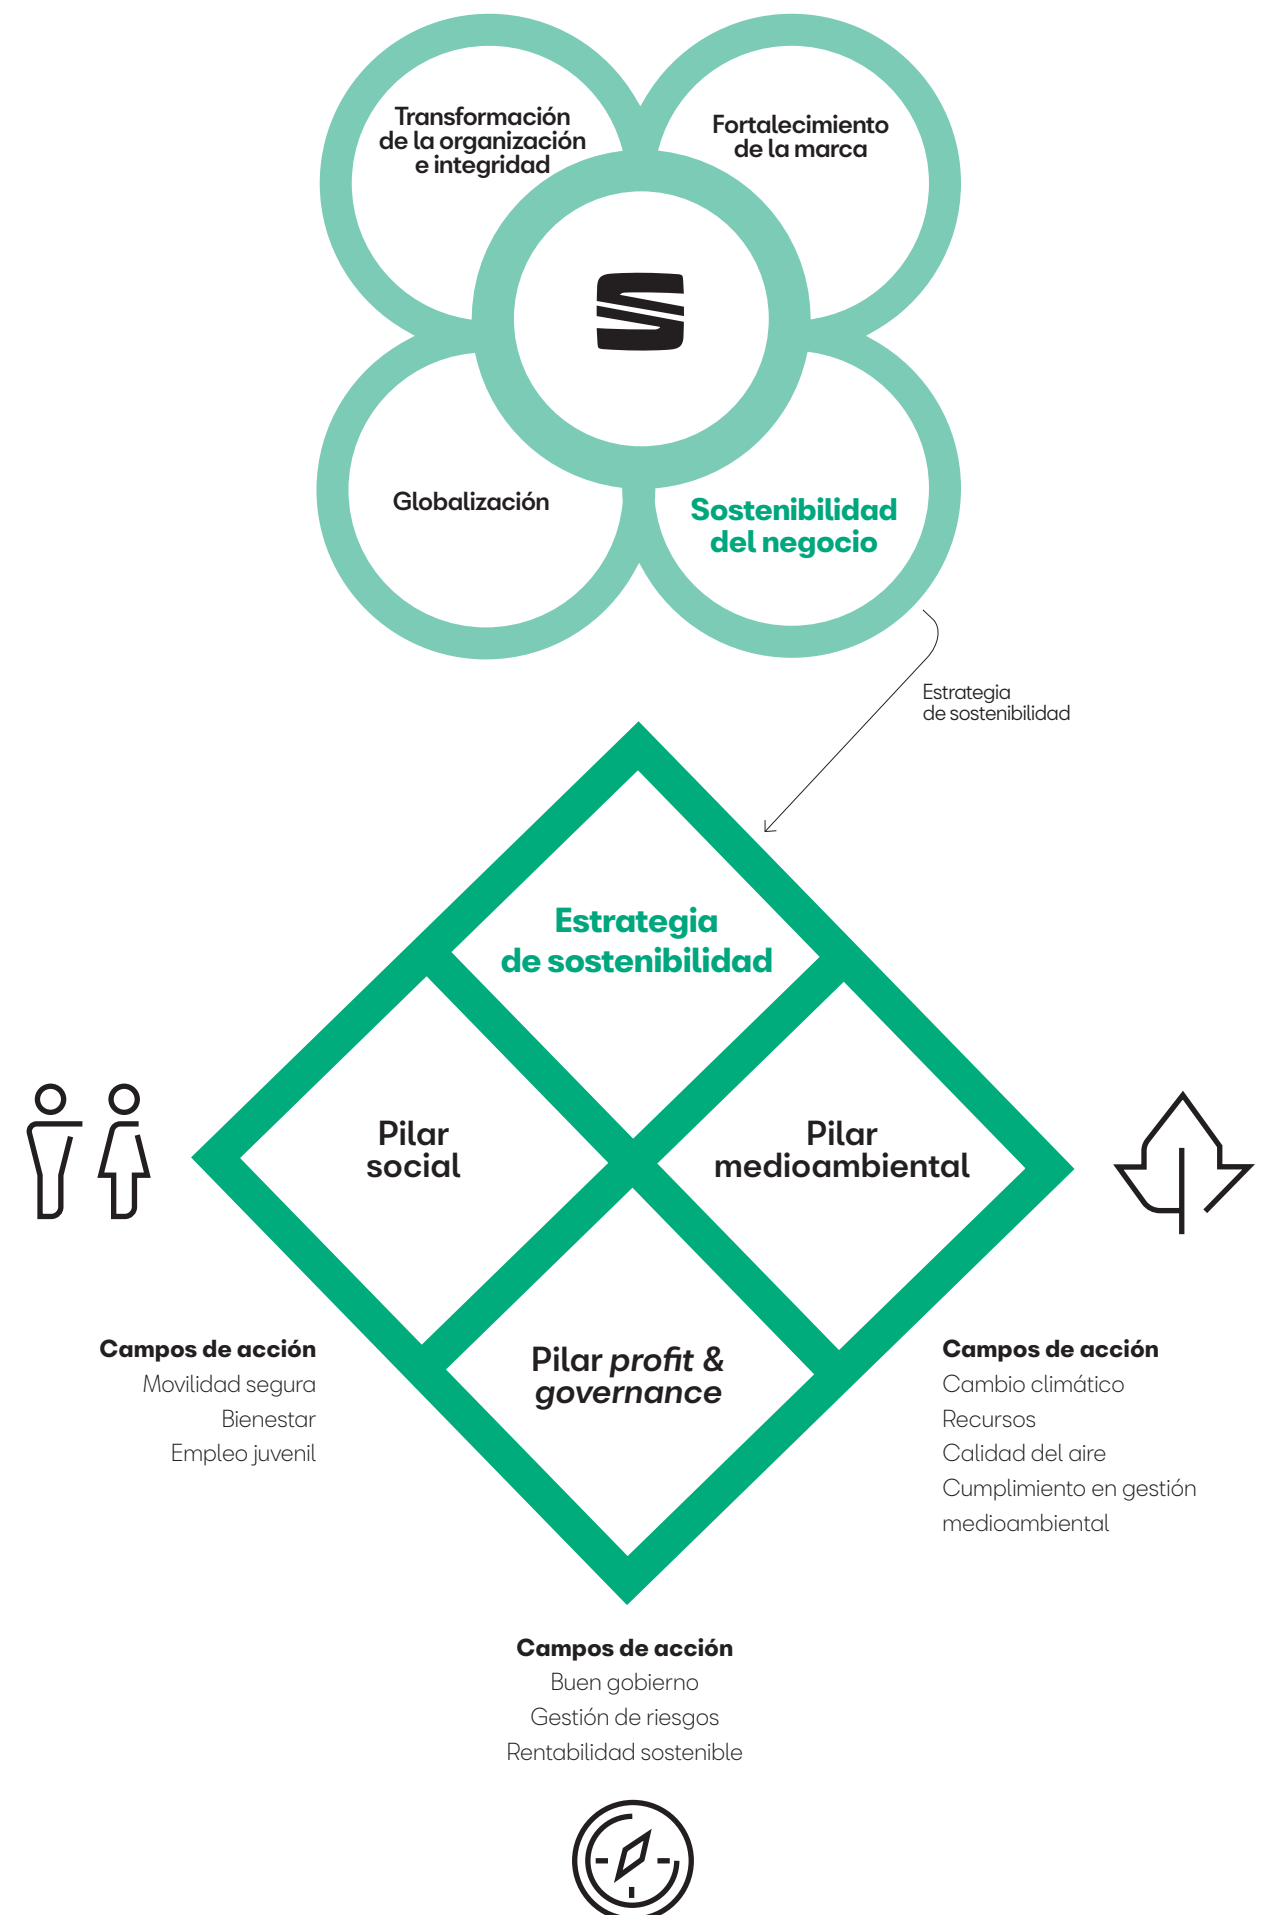 Transformación
de la organización
e integridad
Fortalecimiento
de la marca
Globalización
Sostenibilidad
del negocio
Estrategia
de sostenibilidad
Estrategia
de sostenibilidad
Pilar
social
Pilar
medioambiental
Pilar profit &
governance
Campos de acción
Movilidad segura
Bienestar
Empleo juvenil
Campos de acción
Cambio climático
Recursos
Calidad del aire
Cumplimiento en gestión
medioambiental
Campos de acción
Buen gobierno
Gestión de riesgos
Rentabilidad sostenible